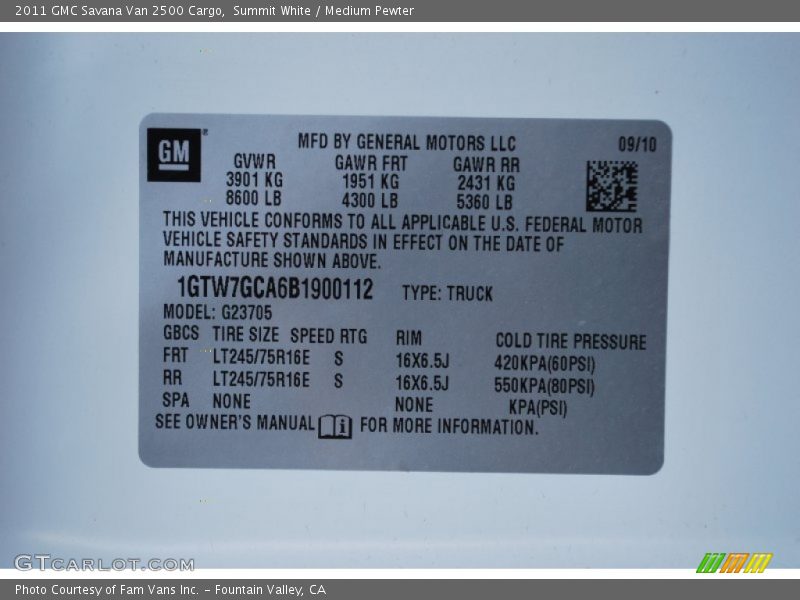 2011 GMC Savana Van 2500 Cargo, Summit White / Medium Pewter
GM
MFD BY GENERAL MOTORS LLC 09/10
GVWR GAWR FRT GAWR RR
3901 KG 1951 KG 2431 KG
8600 LB 4300 LB 5360 LB
THIS VEHICLE CONFORMS TO ALL APPLICABLE U.S. FEDERAL MOTOR
VEHICLE SAFETY STANDARDS IN EFFECT ON THE DATE OF
MANUFACTURE SHOWN ABOVE.
1GTW7GCA6B1900112 TYPE: TRUCK
MODEL: G23705
GBCS TIRE SIZE SPEED RTG RIM COLD TIRE PRESSURE
FRT LT245/75R16E S 16X6.5J 420KPA(60PSI)
RR LT245/75R16E S 16X6.5J 550KPA(80PSI)
SPA NONE NONE KPA(PSI)
SEE OWNER'S MANUAL i FOR MORE INFORMATION.
GTCARLOT.COM
Photo Courtesy of Fam Vans Inc. - Fountain Valley, CA